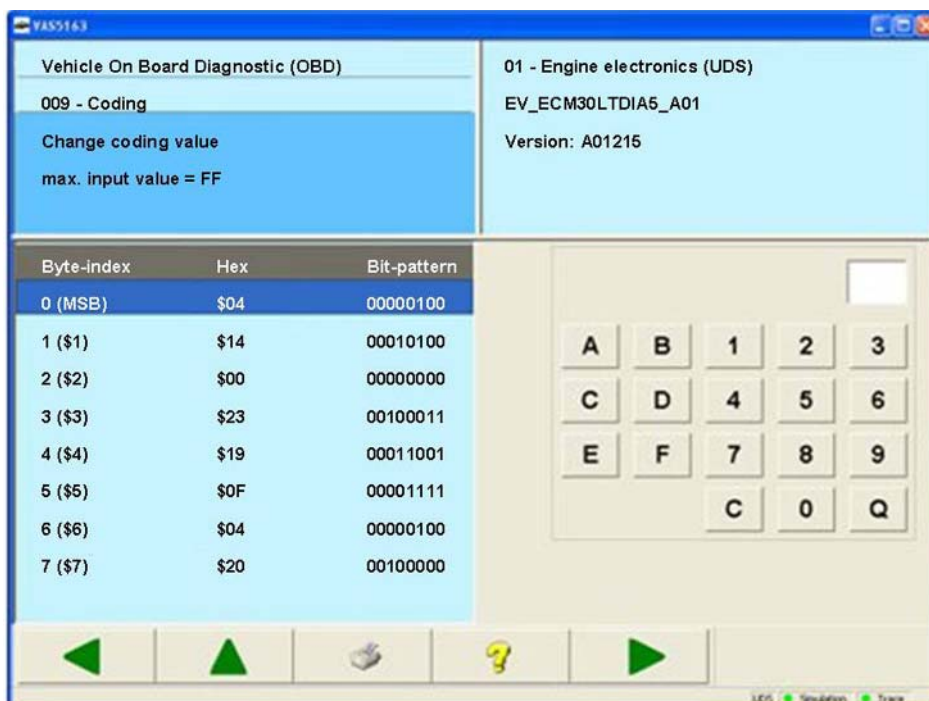 VAS5163
Vehicle On Board Diagnostic (OBD)
009 - Coding
Change coding value
max. input value = FF
01 - Engine electronics (UDS)
EV_ECM30LTDIA5_A01
Version: A01215
Byte-index Hex Bit-pattern
0 (MSB) $04 00000100
1 ($1) $14 00010100
2 ($2) $00 00000000
3 ($3) $23 00100011
4 ($4) $19 00011001
5 ($5) $0F 00001111
6 ($6) $04 00000100
7 ($7) $20 00100000
A B 1 2 3
C D 4 5 6
E F 7 8 9
C 0 Q
UDS Simulation Trace